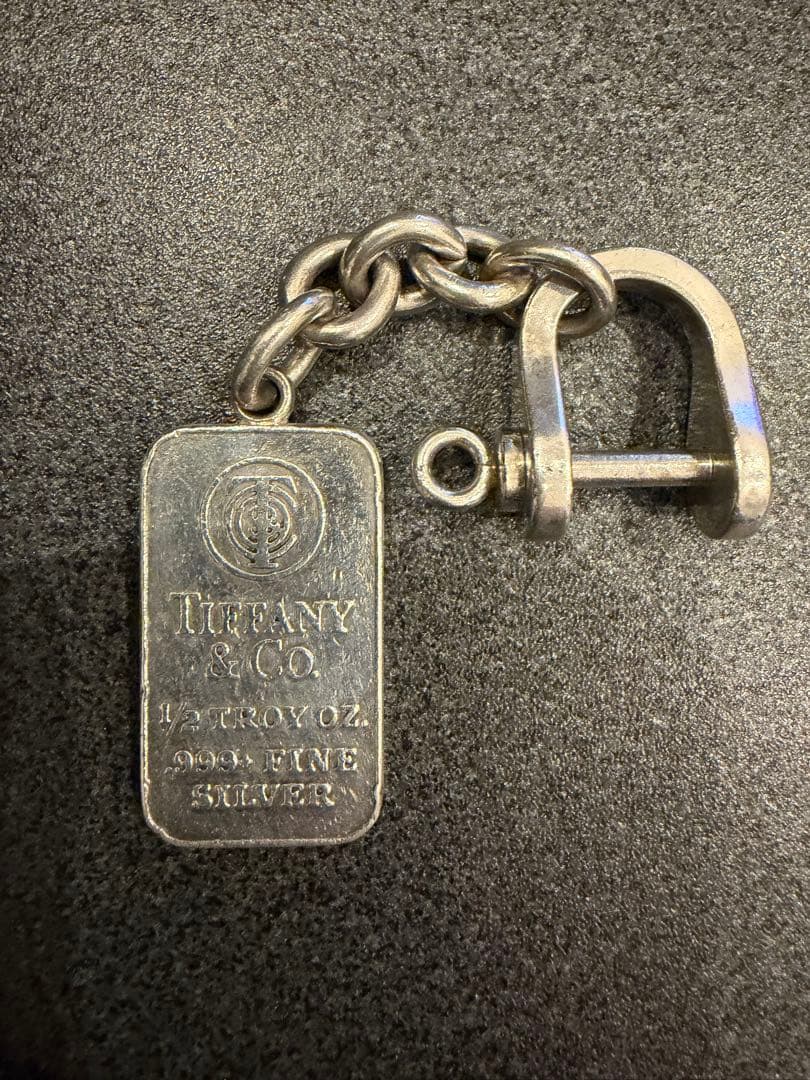 TIFFANY
& CO.
1/2 TROY OZ.
.999+ FINE
SILVER